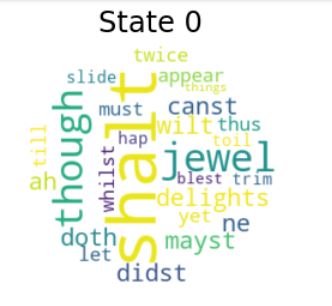 State 0
twice
slide
appear
things
must
canst
though
shalt
wilt
thus
till
hap
toil
whilst
jewel
ah
blest
trim
delights
yet
ne
doth
let
mayst
didst